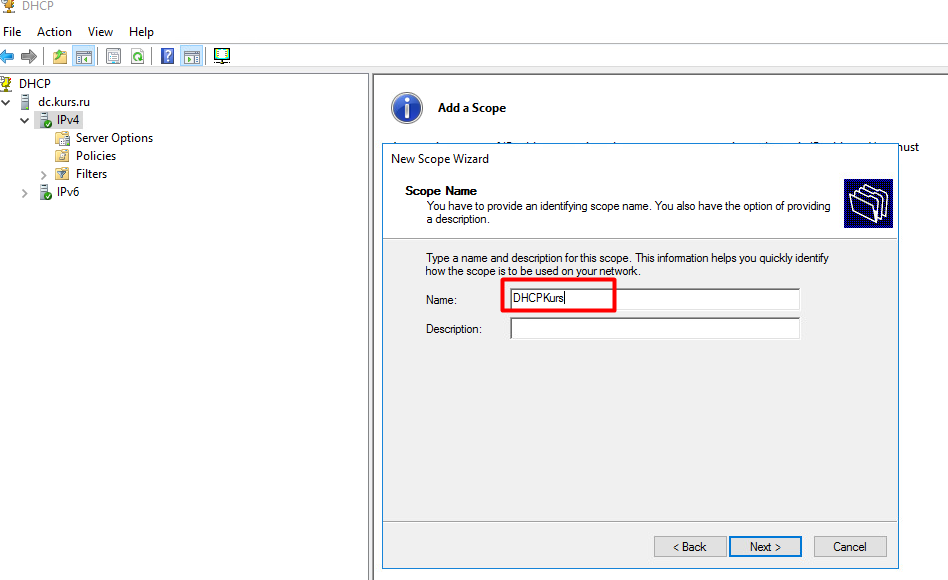 DHCP
File Action View Help
DHCP
dc.kurs.ru
IPv4
Server Options
Policies
Filters
IPv6
Add a Scope
must
New Scope Wizard
Scope Name
You have to provide an identifying scope name. You also have the option of providing
a description.
Type a name and description for this scope. This information helps you quickly identify
how the scope is to be used on your network.
Name: DHCPKurs
Description:
< Back Next > Cancel